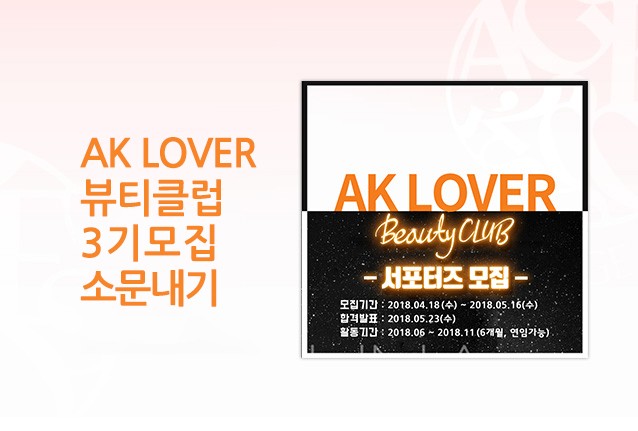 AK LOVER
뷰티클럽
3기모집
소문내기
AK LOVER
Beauty CLUB
- 서포터즈 모집 -
모집기간 : 2018.04.18(수) ~ 2018.05.16(수)
합격발표 : 2018.05.23(수)
활동기간 : 2018.06 ~ 2018.11 (6개월, 연임가능)